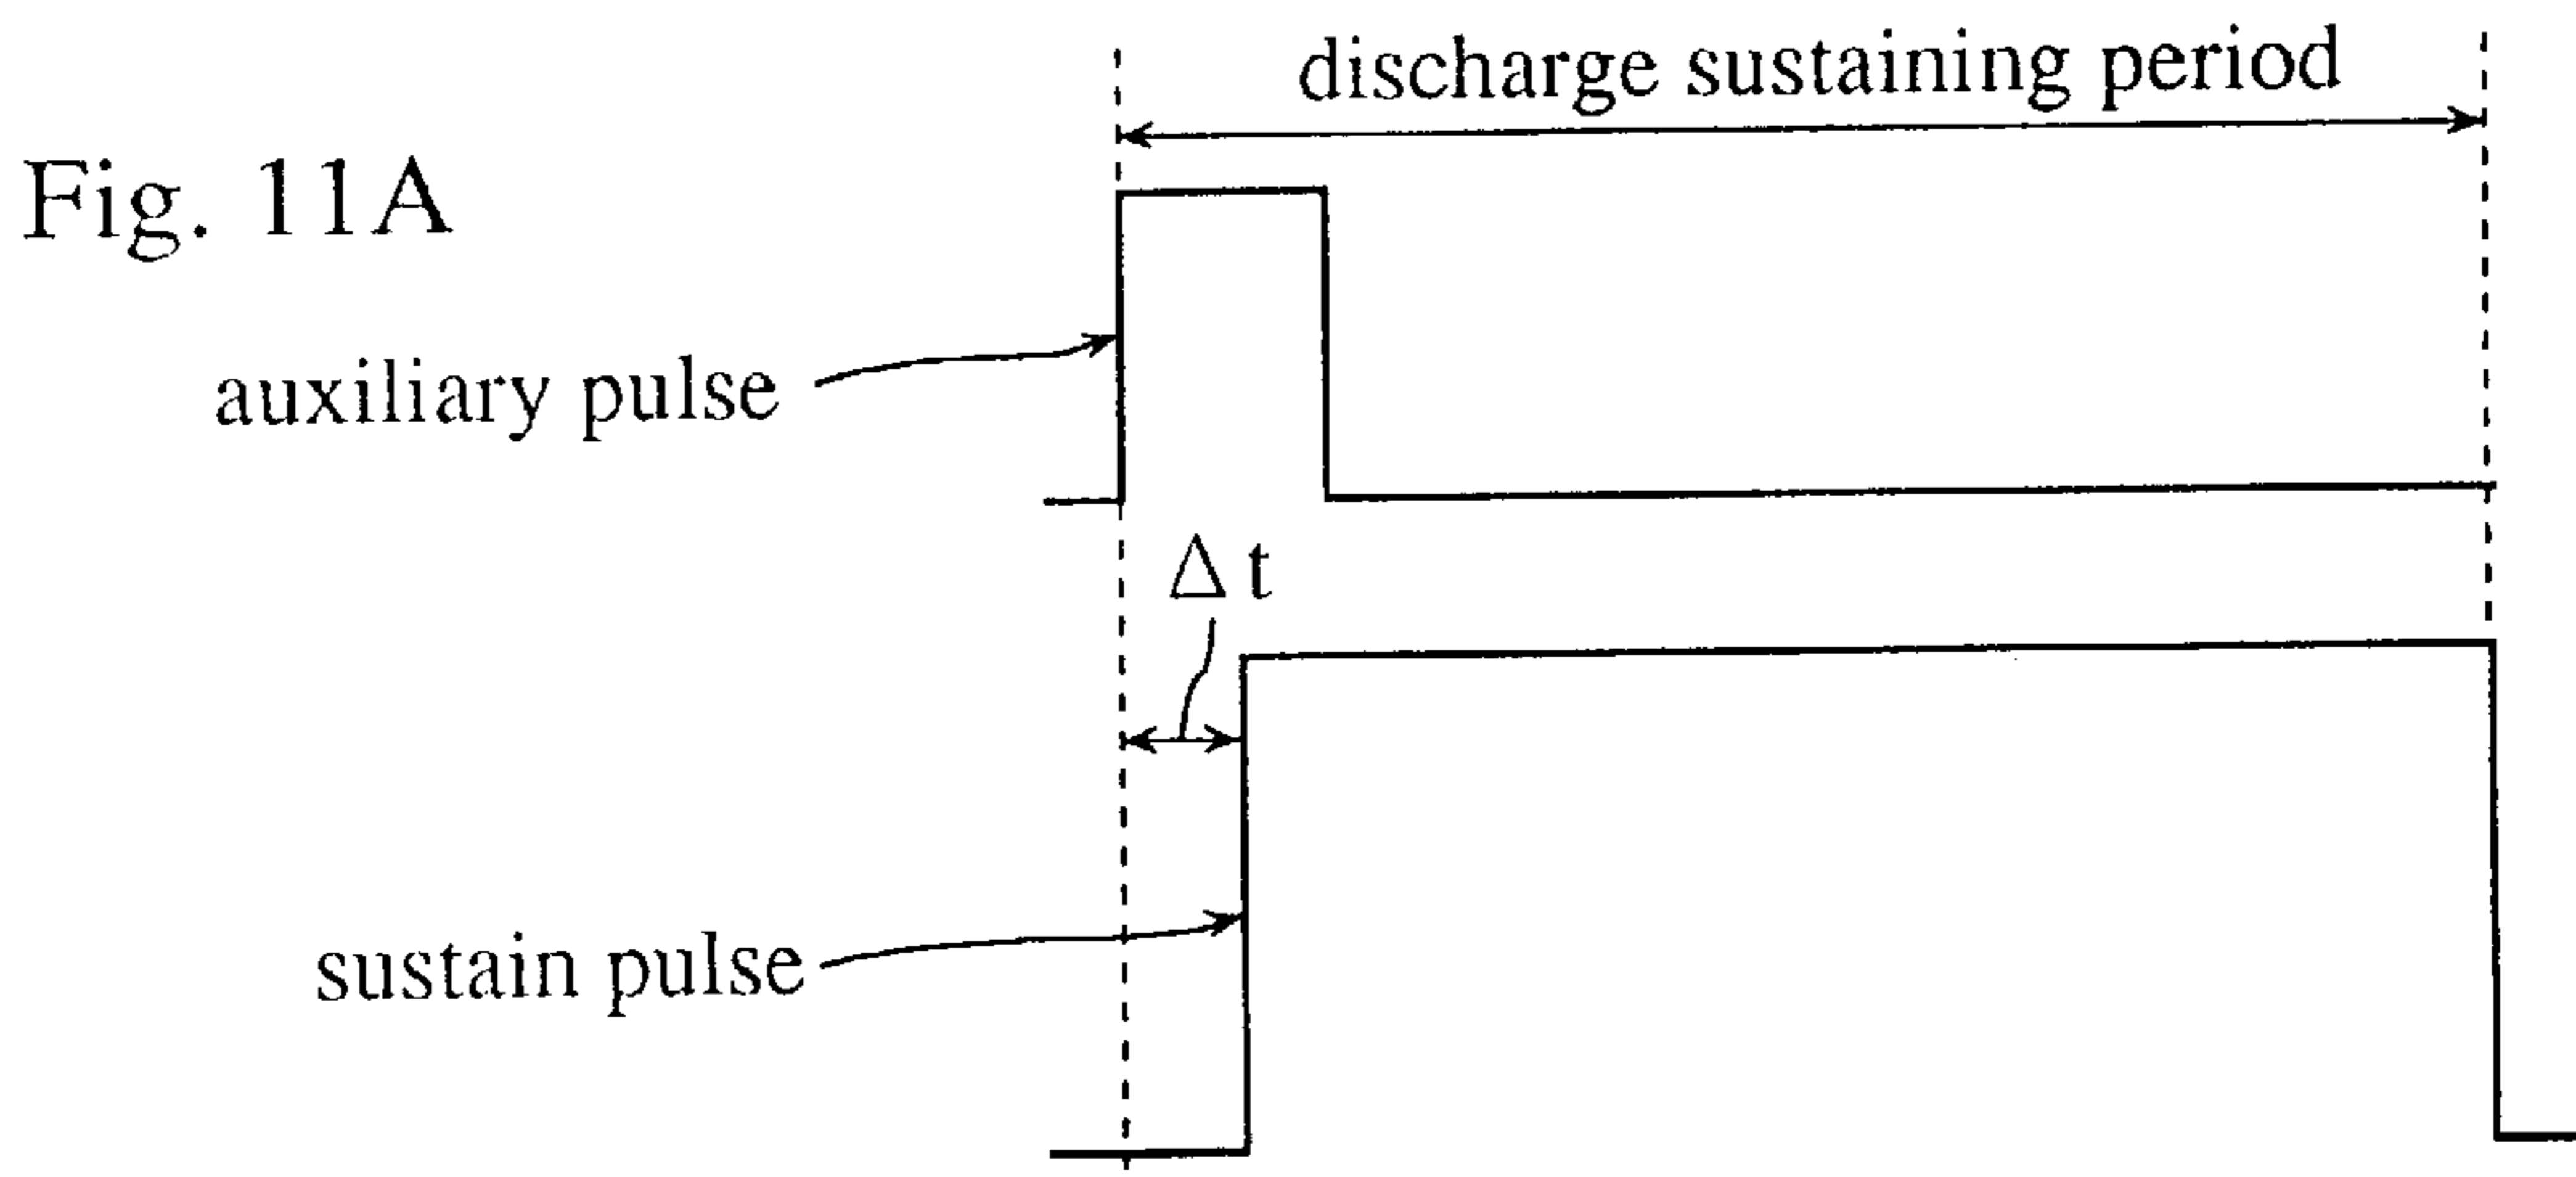 discharge sustaining period
Fig. 11A
auxiliary pulse
Δt
sustain pulse